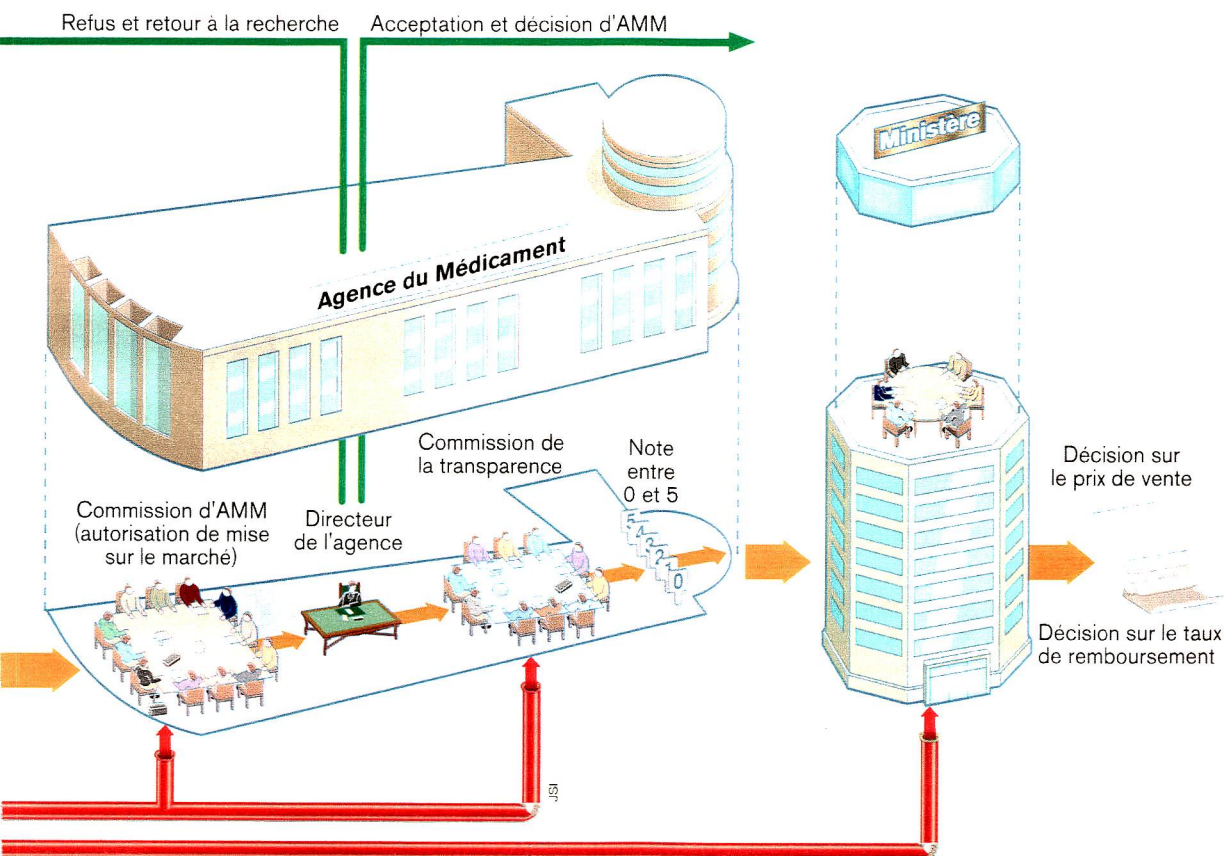 Refus et retour à la recherche
Acceptation et décision d'AMM
Ministère
Agence du Médicament
Commission de
la transparence
Note
entre
0 et 5
Décision sur
le prix de vente
Commission d'AMM
(autorisation de mise
sur le marché)
Directeur
de l'agence
5
4
3
2
1
0
Décision sur le taux
de remboursement
JSI